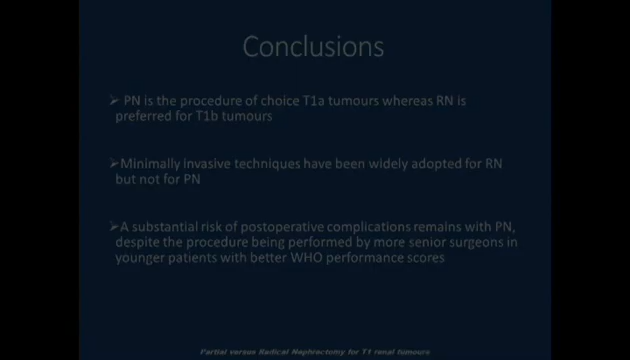 Conclusions
➢ PN is the procedure of choice T1a tumours whereas RN is
preferred for T1b tumours
➢Minimally invasive techniques have been widely adopted for RN
but not for PN
➢A substantial risk of postoperative complications remains with PN,
despite the procedure being performed by more senior surgeons in
younger patients with better WHO performance scores
Partial versus Radical Nephrectomy for T1 renal tumours